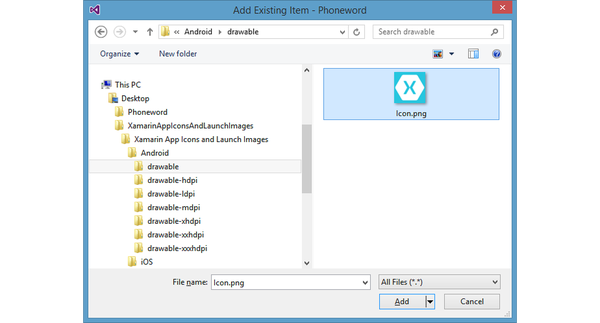 Add Existing Item - Phoneword
« Android drawable
Search drawable
Organize New folder
This PC
Desktop
Phoneword
XamarinAppIconsAndLaunchImages
Xamarin App Icons and Launch Images
Android
drawable
drawable-hdpi
drawable-ldpi
drawable-mdpi
drawable-xhdpi
drawable-xxhdpi
drawable-xxxhdpi
iOS
Icon.png
File name: Icon.png All Files (*.*)
Add Cancel